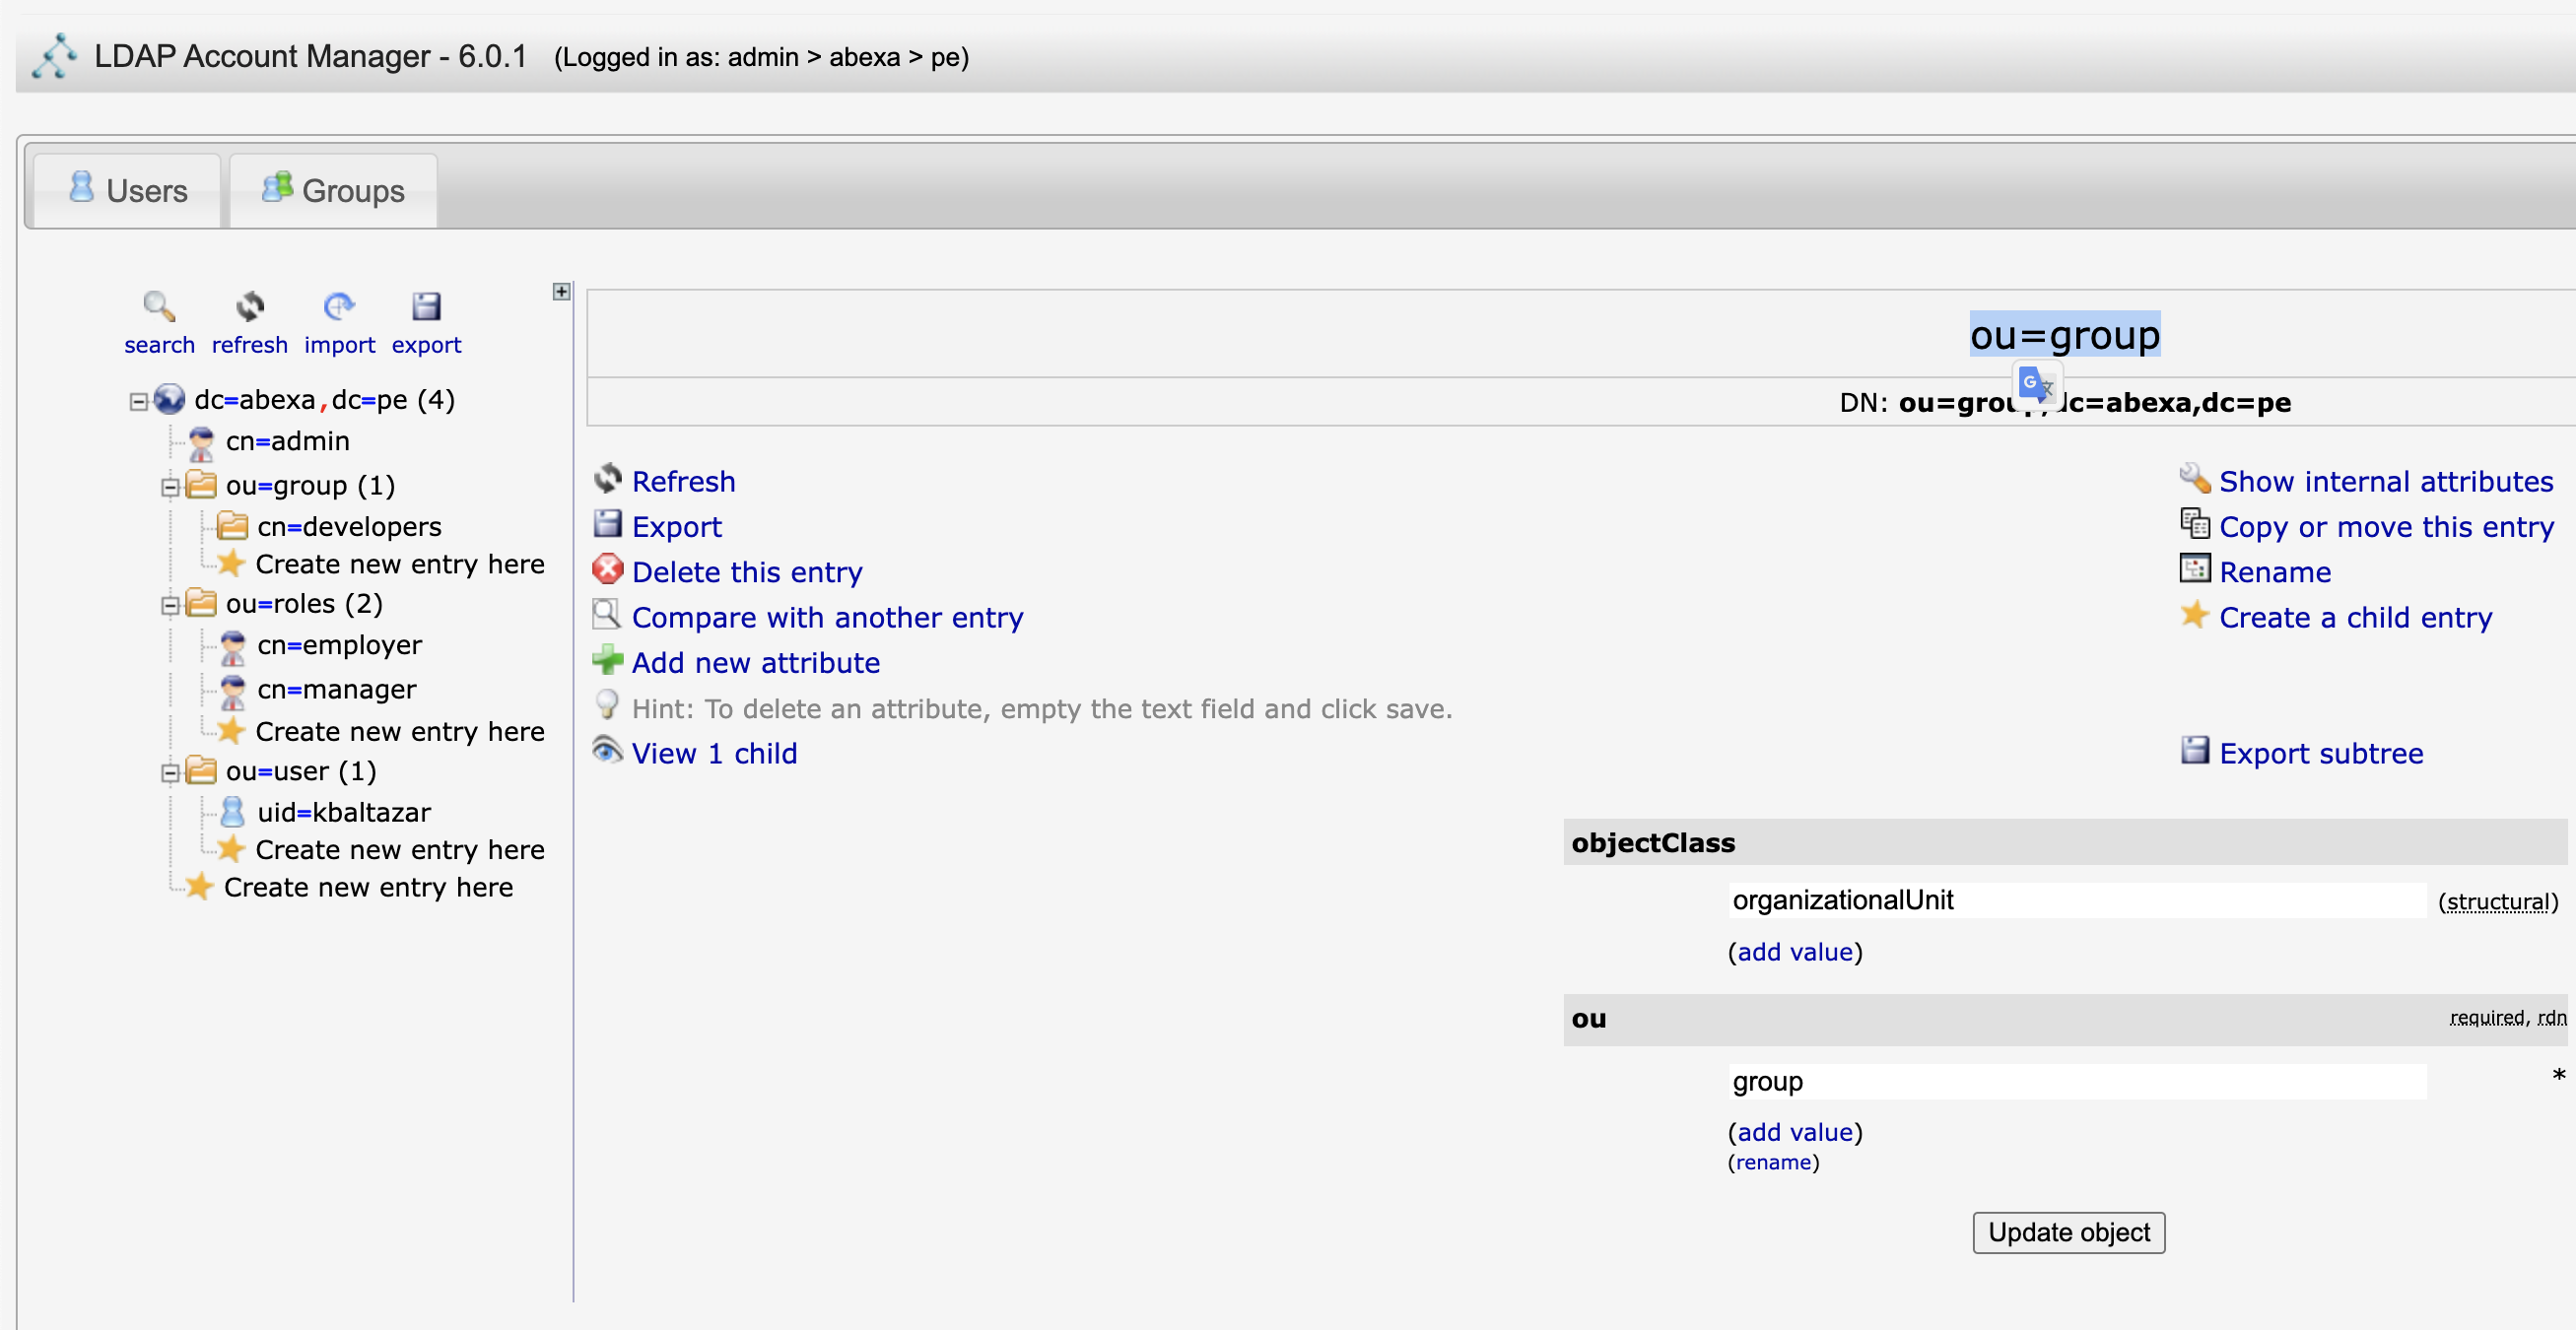 LDAP Account Manager - 6.0.1 (Logged in as: admin > abexa > pe)
Users Groups
search refresh import export
dc=abexa,dc=pe (4)
cn=admin
ou=group (1)
cn=developers
Create new entry here
ou=roles (2)
cn=employer
cn=manager
Create new entry here
ou=user (1)
uid=kbaltazar
Create new entry here
Create new entry here
ou=group
DN: ou=group,dc=abexa,dc=pe
Refresh
Show internal attributes
Export
Copy or move this entry
Delete this entry
Rename
Compare with another entry
Create a child entry
Add new attribute
Hint: To delete an attribute, empty the text field and click save.
View 1 child
Export subtree
objectClass
organizationalUnit (structural)
(add value)
ou required, rdn
group *
(add value)
(rename)
Update object